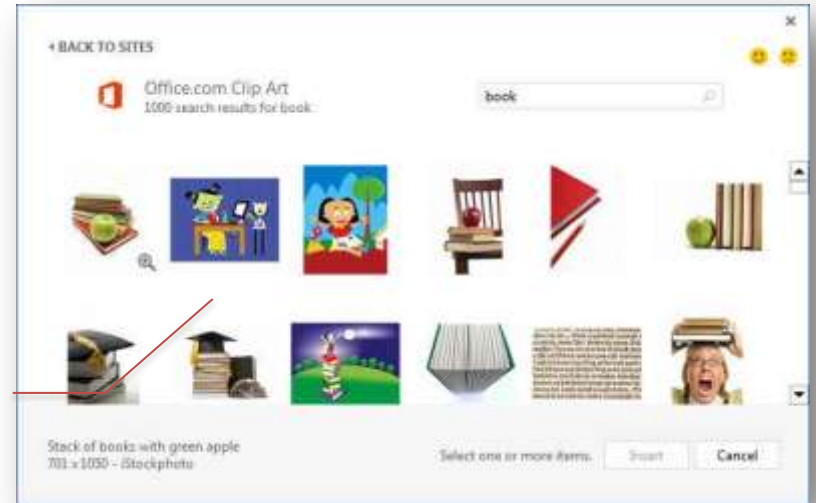 BACK TO SITES
Office.com Clip Art
1000 search results for book
book
Stack of books with green apple
701 x 1050 - iStockphoto
Select one or more items.
Insert
Cancel